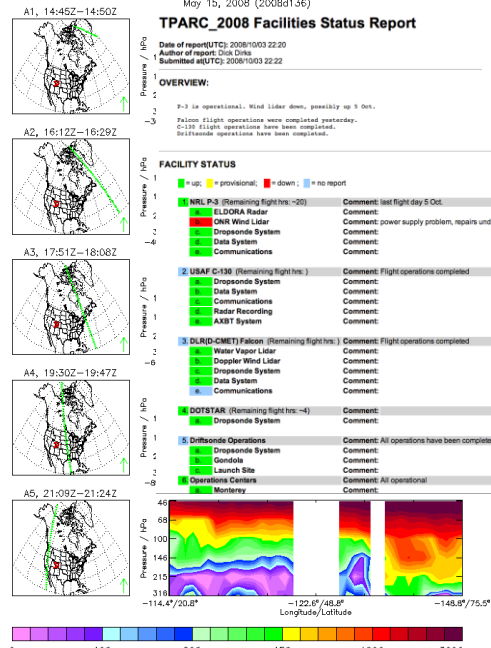 May 15, 2008 (2008d136)
A1, 14:45Z-14:50Z
A2, 16:12Z-16:29Z
A3, 17:51Z-18:08Z
A4, 19:30Z-19:47Z
A5, 21:09Z-21:24Z
Pressure / hPa
Pressure / hPa
Pressure / hPa
Pressure / hPa
Pressure / hPa
TPARC_2008 Facilities Status Report
Date of report(UTC): 2008/10/03 22:20
Author of report: Dick Dirks
Submitted at(UTC): 2008/10/03 22:22
OVERVIEW:
P-3 is operational. Wind lidar down, possibly up 5 Oct.
Falcon flight operations were completed yesterday.
C-130 flight operations have been completed.
Driftsonde operations have been completed.
FACILITY STATUS
= up; = provisional; = down ; = no report
1. NRL P-3 (Remaining flight hrs: ~20) Comment: last flight day 5 Oct.
a. ELDORA Radar Comment:
b. ONR Wind Lidar Comment: power supply problem, repairs und
c. Dropsonde System Comment:
d. Data System Comment:
e. Communications Comment:
2. USAF C-130 (Remaining flight hrs: ) Comment: Flight operations completed
a. Dropsonde System Comment:
b. Data System Comment:
c. Communications Comment:
d. Radar Recording Comment:
e. AXBT System Comment:
3. DLR(D-CMET) Falcon (Remaining flight hrs: ) Comment: Flight operations completed
a. Water Vapor Lidar Comment:
b. Doppler Wind Lidar Comment:
c. Dropsonde System Comment:
d. Data System Comment:
e. Communications Comment:
4. DOTSTAR (Remaining flight hrs: ~4) Comment:
a. Dropsonde System Comment:
5. Driftsonde Operations Comment: All operations have been complete
a. Dropsonde System Comment:
b. Gondola Comment:
c. Launch Site Comment:
6. Operations Centers Comment: All operational
a. Monterey Comment:
46
68
100
146
215
316
-114.4°/20.8° -122.6°/48.8° -148.8°/75.5°
Longitude/Latitude